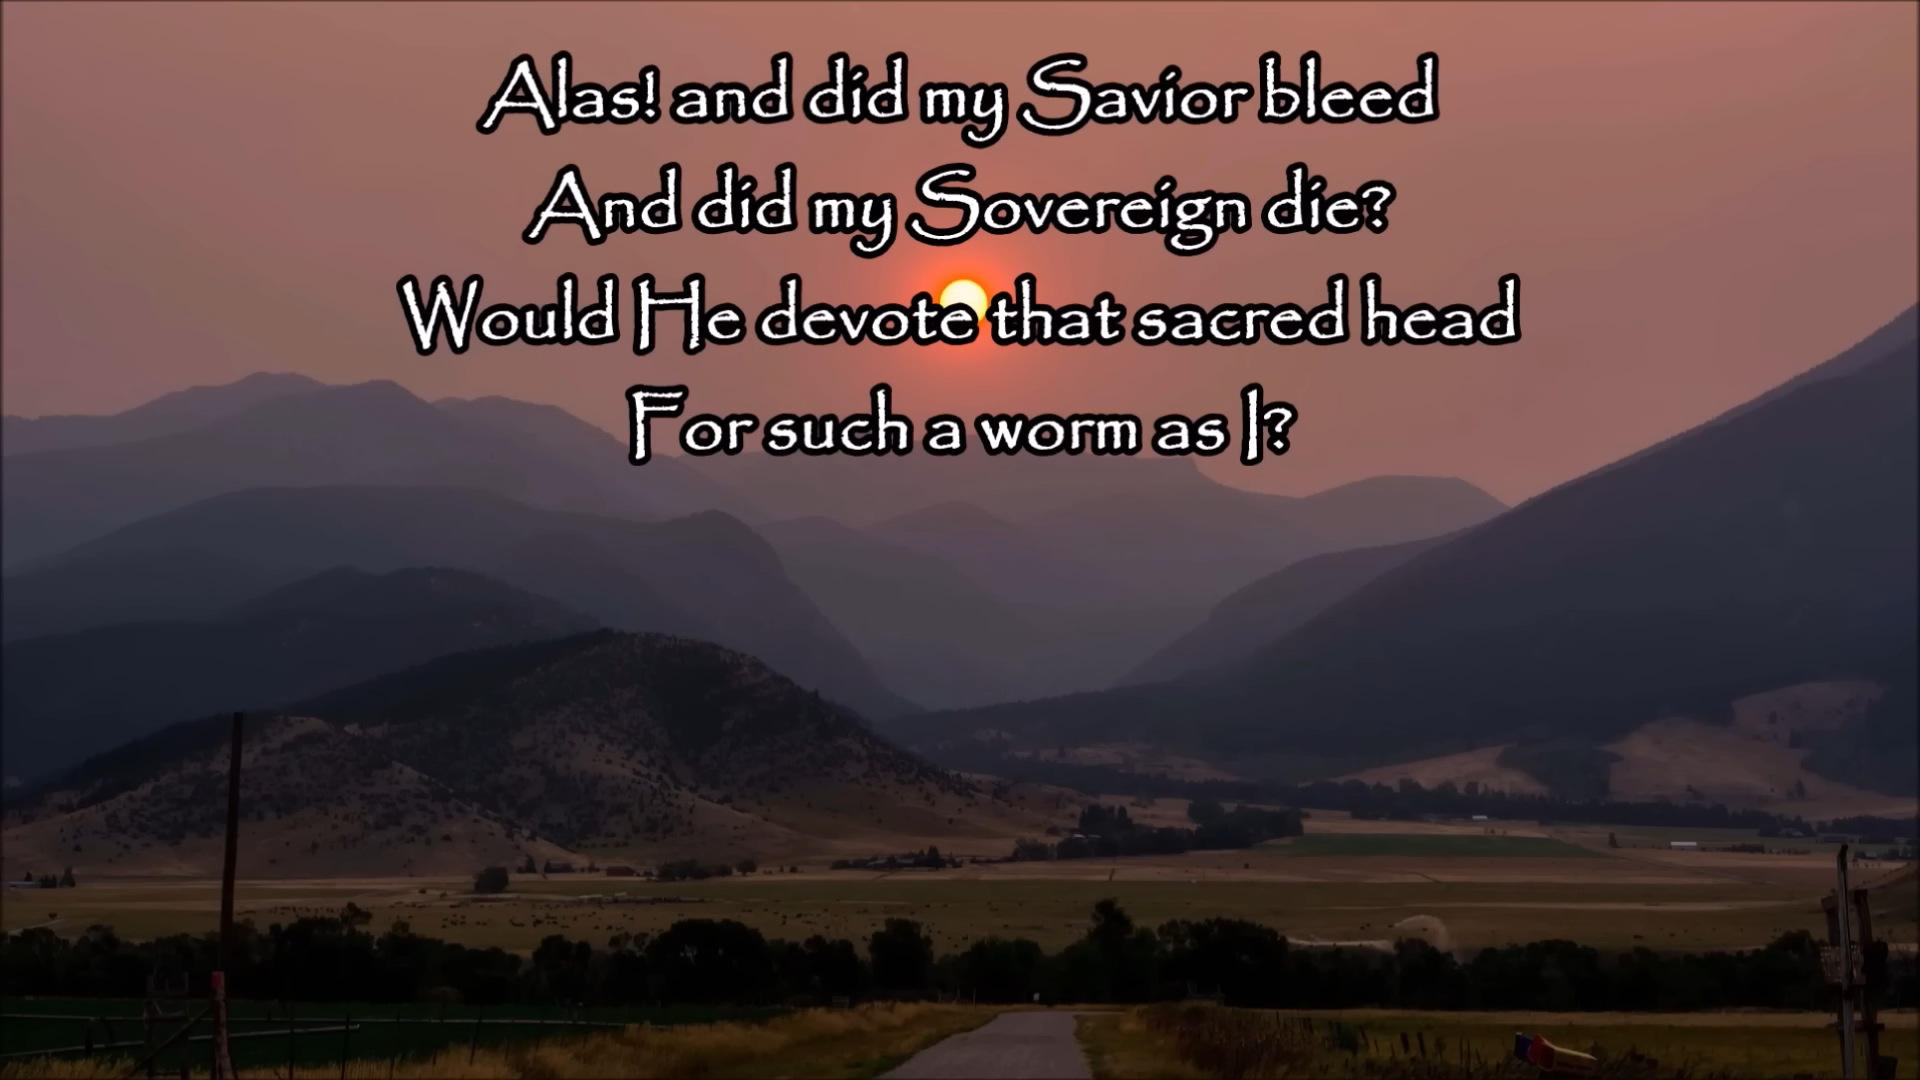 Alas! and did my Savior bleed
And did my Sovereign die?
Would He devote that sacred head
For such a worm as I?